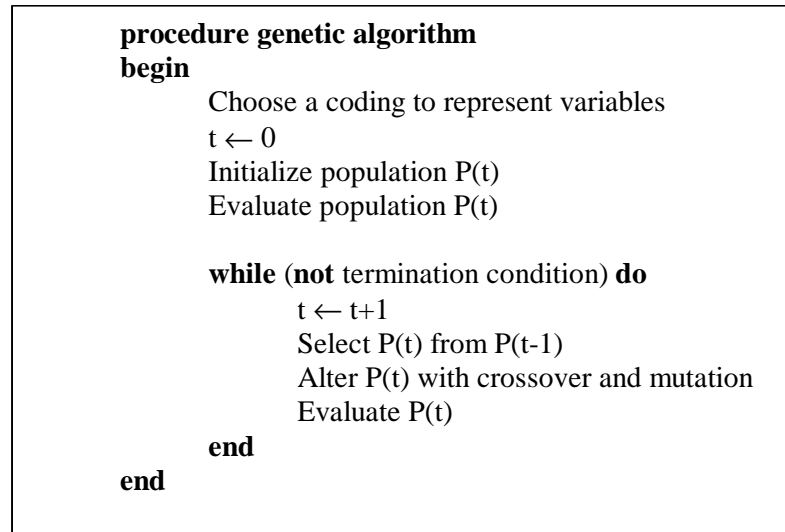 procedure genetic algorithm
begin
Choose a coding to represent variables
t ← 0
Initialize population P(t)
Evaluate population P(t)
while (not termination condition) do
t ← t+1
Select P(t) from P(t-1)
Alter P(t) with crossover and mutation
Evaluate P(t)
end
end